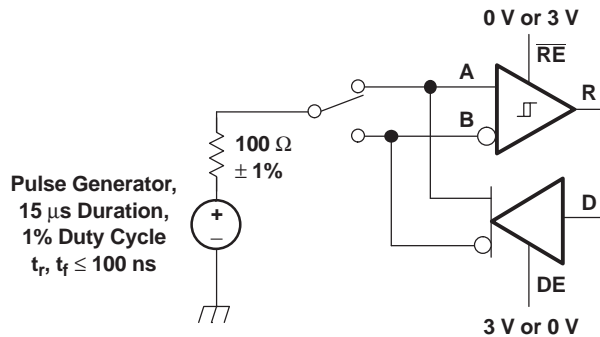 0 V or 3 V
RE
A
R
B
100 Ω
± 1%
Pulse Generator,
15 μs Duration,
1% Duty Cycle
tr, tf ≤ 100 ns
+
–
D
DE
3 V or 0 V